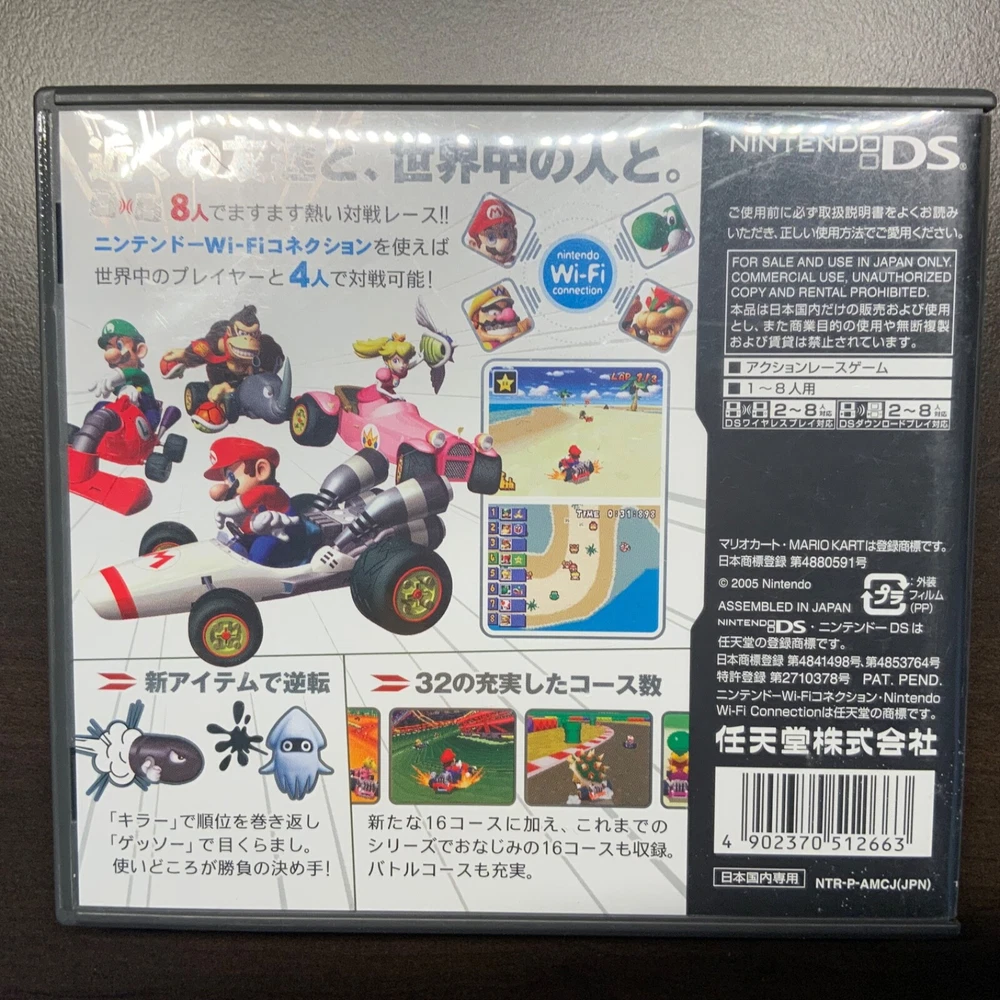 近くの友達と、世界中の人と。
8人でますます熱い対戦レース!!
ニンテンドーWi-Fiコネクションを使えば
世界中のプレイヤーと4人で対戦可能!
nintendo
Wi-Fi
connection
LAP 1/3
TIME 0:31:898
1
2
3
4
5
6
7
8
M
新アイテムで逆転
「キラー」で順位を巻き返し
「ゲッソー」で目くらまし。
使いどころが勝負の決め手!
32の充実したコース数
新たな16コースに加え、これまでの
シリーズでおなじみの16コースも収録。
バトルコースも充実。
NINTENDO DS®
ご使用前に必ず取扱説明書をよくお読み
いただき、正しい使用方法でご愛用ください。
FOR SALE AND USE IN JAPAN ONLY.
COMMERCIAL USE, UNAUTHORIZED
COPY AND RENTAL PROHIBITED.
本品は日本国内だけの販売および使用
とし、また商業目的の使用や無断複製
および賃貸は禁止されています。
■ アクションレースゲーム
■ 1〜8人用
2〜8人対応 2〜8人対応
DSワイヤレスプレイ対応 DSダウンロードプレイ対応
マリオカート・MARIO KARTは登録商標です。
日本商標登録 第4880591号
© 2005 Nintendo
プラ :外装フィルム(PP)
ASSEMBLED IN JAPAN
NINTENDO DS・ニンテンドーDSは
任天堂の登録商標です。
日本商標登録 第4841498号、第4853764号
特許登録 第2710378号 PAT. PEND.
ニンテンドーWi-Fiコネクション・Nintendo
Wi-Fi Connectionは任天堂の商標です。
任天堂株式会社
4 902370 512663
日本国内専用 NTR-P-AMCJ(JPN)